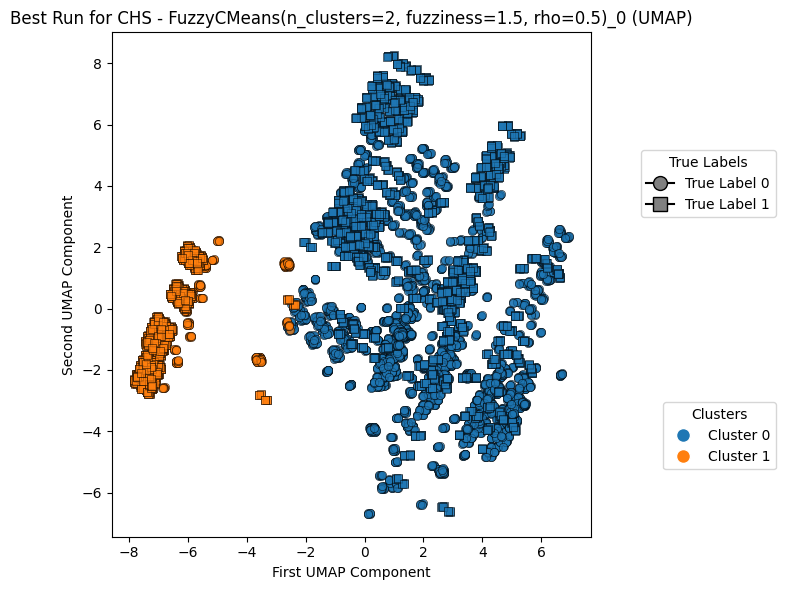 Best Run for CHS - FuzzyCMeans(n_clusters=2, fuzziness=1.5, rho=0.5)_0 (UMAP)
8
6
4
2
0
−2
−4
−6
Second UMAP Component
−8
−6
−4
−2
0
2
4
6
First UMAP Component
True Labels
True Label 0
True Label 1
Clusters
Cluster 0
Cluster 1